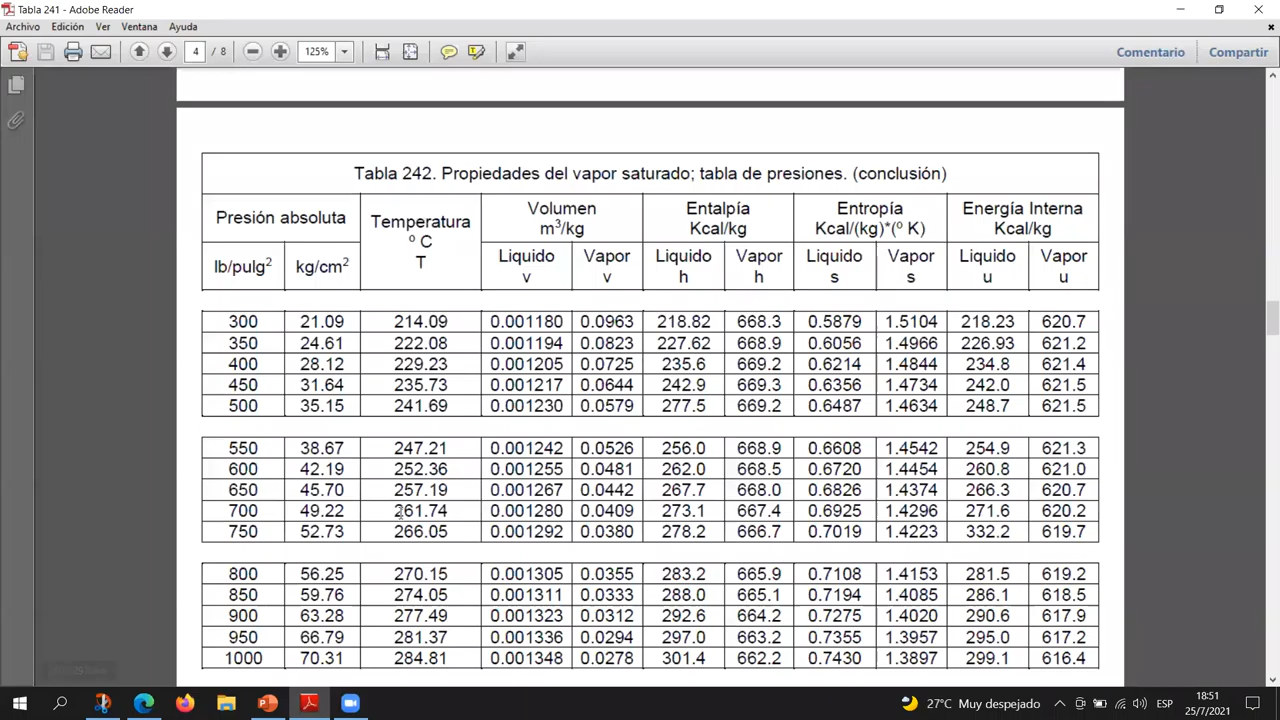 Tabla 241 - Adobe Reader
Archivo Edición Ver Ventana Ayuda
4 / 8 125% Comentario Compartir
Tabla 242. Propiedades del vapor saturado; tabla de presiones. (conclusión)
Presión absoluta Temperatura º C T Volumen m³/kg Entalpía Kcal/kg Entropía Kcal/(kg)*(º K) Energía Interna Kcal/kg
lb/pulg² kg/cm² Liquido v Vapor v Liquido h Vapor h Liquido s Vapor s Liquido u Vapor u
300 21.09 214.09 0.001180 0.0963 218.82 668.3 0.5879 1.5104 218.23 620.7
350 24.61 222.08 0.001194 0.0823 227.62 668.9 0.6056 1.4966 226.93 621.2
400 28.12 229.23 0.001205 0.0725 235.6 669.2 0.6214 1.4844 234.8 621.4
450 31.64 235.73 0.001217 0.0644 242.9 669.3 0.6356 1.4734 242.0 621.5
500 35.15 241.69 0.001230 0.0579 277.5 669.2 0.6487 1.4634 248.7 621.5
550 38.67 247.21 0.001242 0.0526 256.0 668.9 0.6608 1.4542 254.9 621.3
600 42.19 252.36 0.001255 0.0481 262.0 668.5 0.6720 1.4454 260.8 621.0
650 45.70 257.19 0.001267 0.0442 267.7 668.0 0.6826 1.4374 266.3 620.7
700 49.22 261.74 0.001280 0.0409 273.1 667.4 0.6925 1.4296 271.6 620.2
750 52.73 266.05 0.001292 0.0380 278.2 666.7 0.7019 1.4223 332.2 619.7
800 56.25 270.15 0.001305 0.0355 283.2 665.9 0.7108 1.4153 281.5 619.2
850 59.76 274.05 0.001311 0.0333 288.0 665.1 0.7194 1.4085 286.1 618.5
900 63.28 277.49 0.001323 0.0312 292.6 664.2 0.7275 1.4020 290.6 617.9
950 66.79 281.37 0.001336 0.0294 297.0 663.2 0.7355 1.3957 295.0 617.2
1000 70.31 284.81 0.001348 0.0278 301.4 662.2 0.7430 1.3897 299.1 616.4
27°C Muy despejado ESP 18:51
25/7/2021